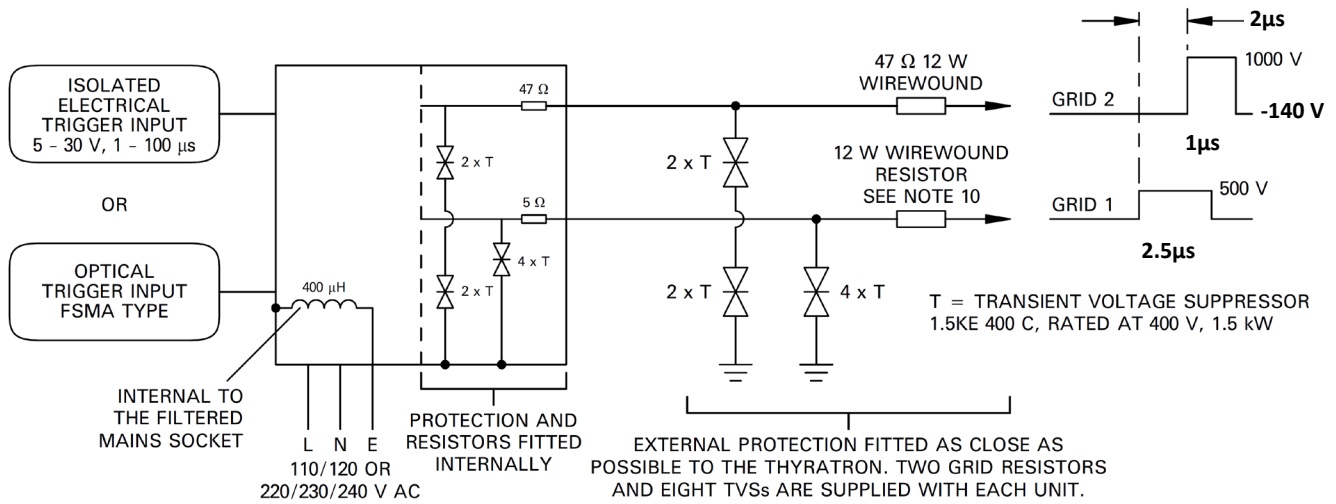 ISOLATED
ELECTRICAL
TRIGGER INPUT
5 – 30 V, 1 – 100 μs
OR
OPTICAL
TRIGGER INPUT
FSMA TYPE
400 μH
INTERNAL TO
THE FILTERED
MAINS SOCKET
L N E
110/120 OR
220/230/240 V AC
47 Ω
2 x T
5 Ω
4 x T
2 x T
PROTECTION AND
RESISTORS FITTED
INTERNALLY
47 Ω 12 W
WIREWOUND
2 x T
12 W WIREWOUND
RESISTOR
SEE NOTE 10
2 x T
4 x T
EXTERNAL PROTECTION FITTED AS CLOSE AS
POSSIBLE TO THE THYRATRON. TWO GRID RESISTORS
AND EIGHT TVSs ARE SUPPLIED WITH EACH UNIT.
2μs
1000 V
GRID 2
-140 V
1μs
500 V
GRID 1
2.5μs
T = TRANSIENT VOLTAGE SUPPRESSOR
1.5KE 400 C, RATED AT 400 V, 1.5 kW